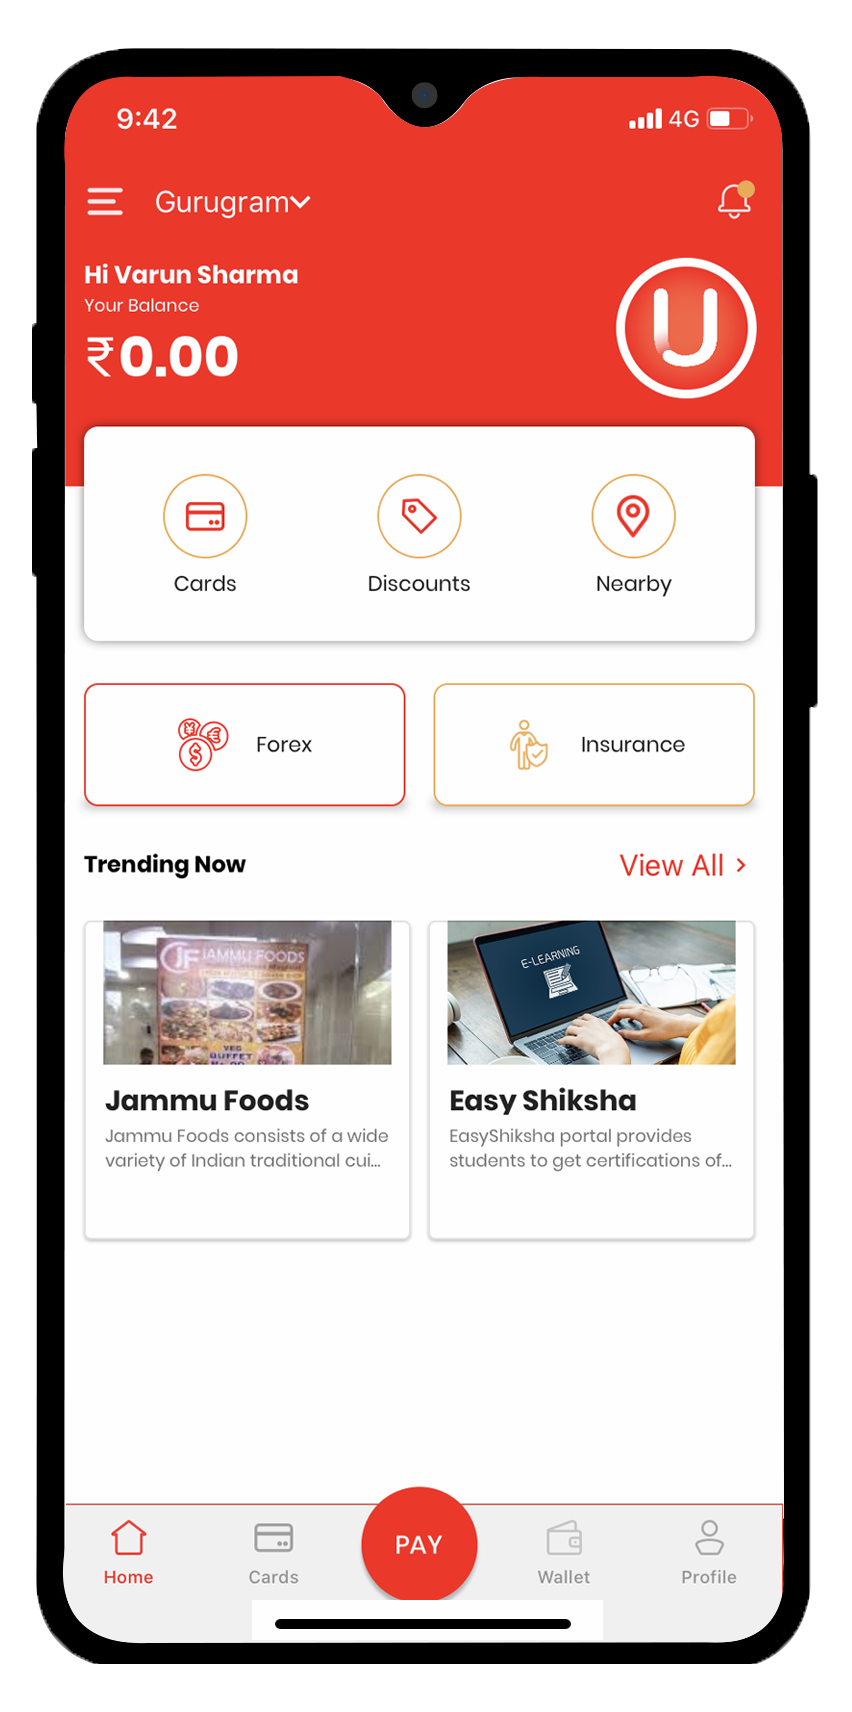 9:42
4G
Gurugram
Hi Varun Sharma
Your Balance
₹0.00
U
Cards
Discounts
Nearby
Forex
Insurance
Trending Now
View All >
JF JAMMU FOODS
VEG
BUFFET
E-LEARNING
Jammu Foods
Jammu Foods consists of a wide
variety of Indian traditional cui...
Easy Shiksha
EasyShiksha portal provides
students to get certifications of...
PAY
Home
Cards
Wallet
Profile